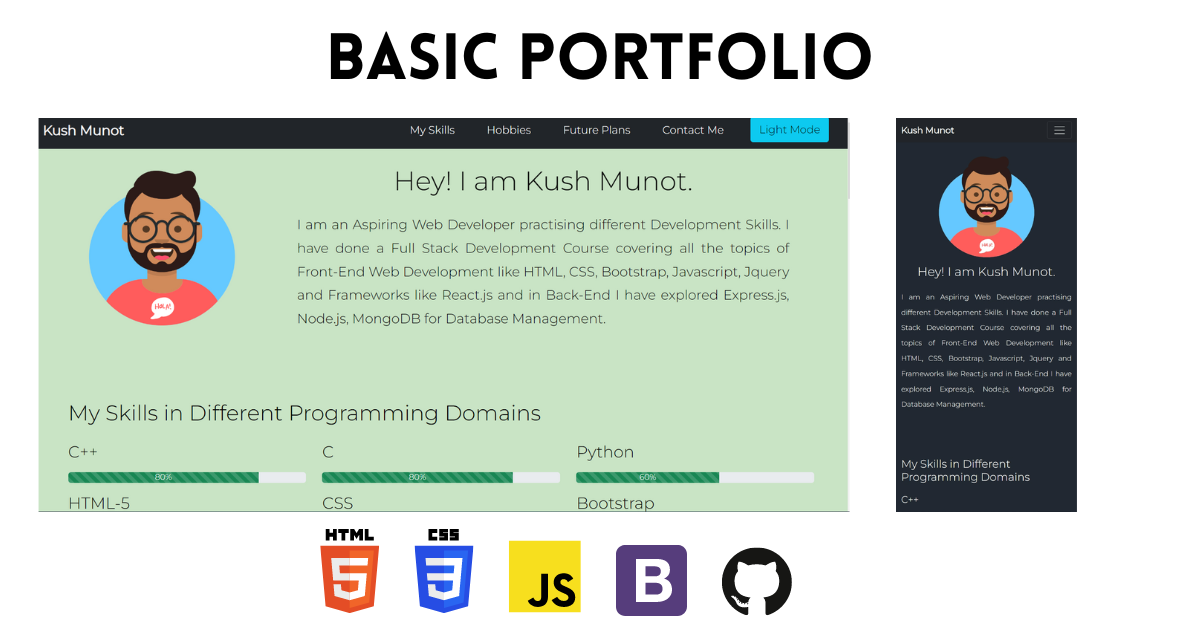 BASIC PORTFOLIO
Kush Munot
My Skills
Hobbies
Future Plans
Contact Me
Light Mode
Hey! I am Kush Munot.
I am an Aspiring Web Developer practising different Development Skills. I
have done a Full Stack Development Course covering all the topics of
Front-End Web Development like HTML, CSS, Bootstrap, Javascript, Jquery
and Frameworks like React.js and in Back-End I have explored Express.js,
Node.js, MongoDB for Database Management.
Hola!
My Skills in Different Programming Domains
C++
C
Python
80%
80%
60%
HTML-5
CSS
Bootstrap
Kush Munot
Hola!
Hey! I am Kush Munot.
I am an Aspiring Web Developer practising
different Development Skills. I have done a Full
Stack Development Course covering all the
topics of Front-End Web Development like
HTML, CSS, Bootstrap, Javascript, Jquery and
Frameworks like React.js and in Back-End I have
explored Express.js, Node.js, MongoDB for
Database Management.
My Skills in Different
Programming Domains
C++
HTML
5
CSS
3
JS
B